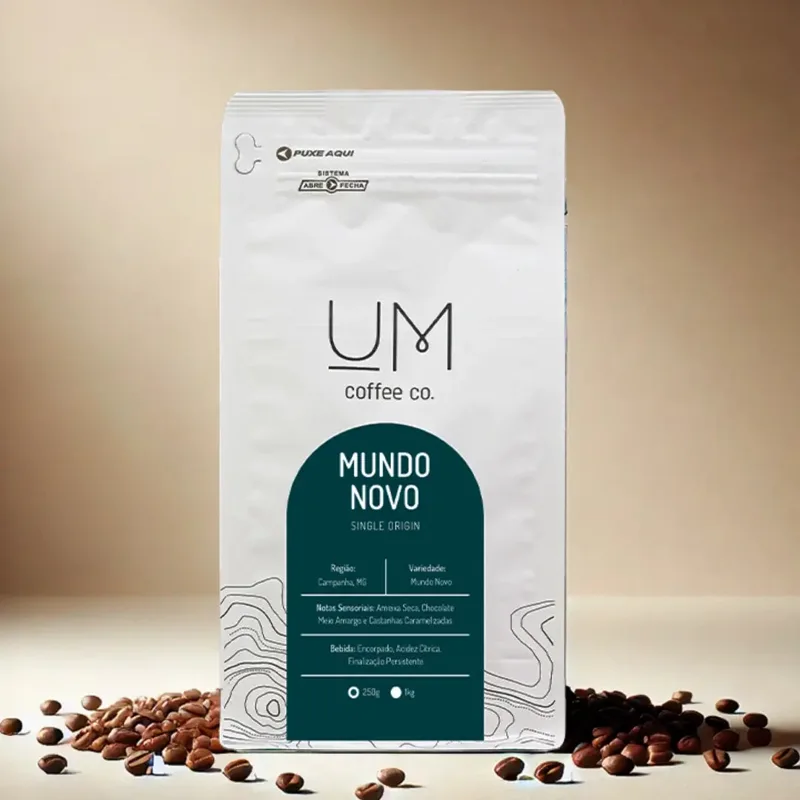 PUXE AQUI
SISTEMA
ABRE FECHA
UM
coffee co.
MUNDO
NOVO
SINGLE ORIGIN
Região: Variedade:
Campanha, MG Mundo Novo
Notas Sensoriais: Ameixa Seca, Chocolate
Meio Amargo e Castanhas Caramelizadas
Bebida: Encorpado, Acidez Cítrica,
Finalização Persistente
250g 1kg